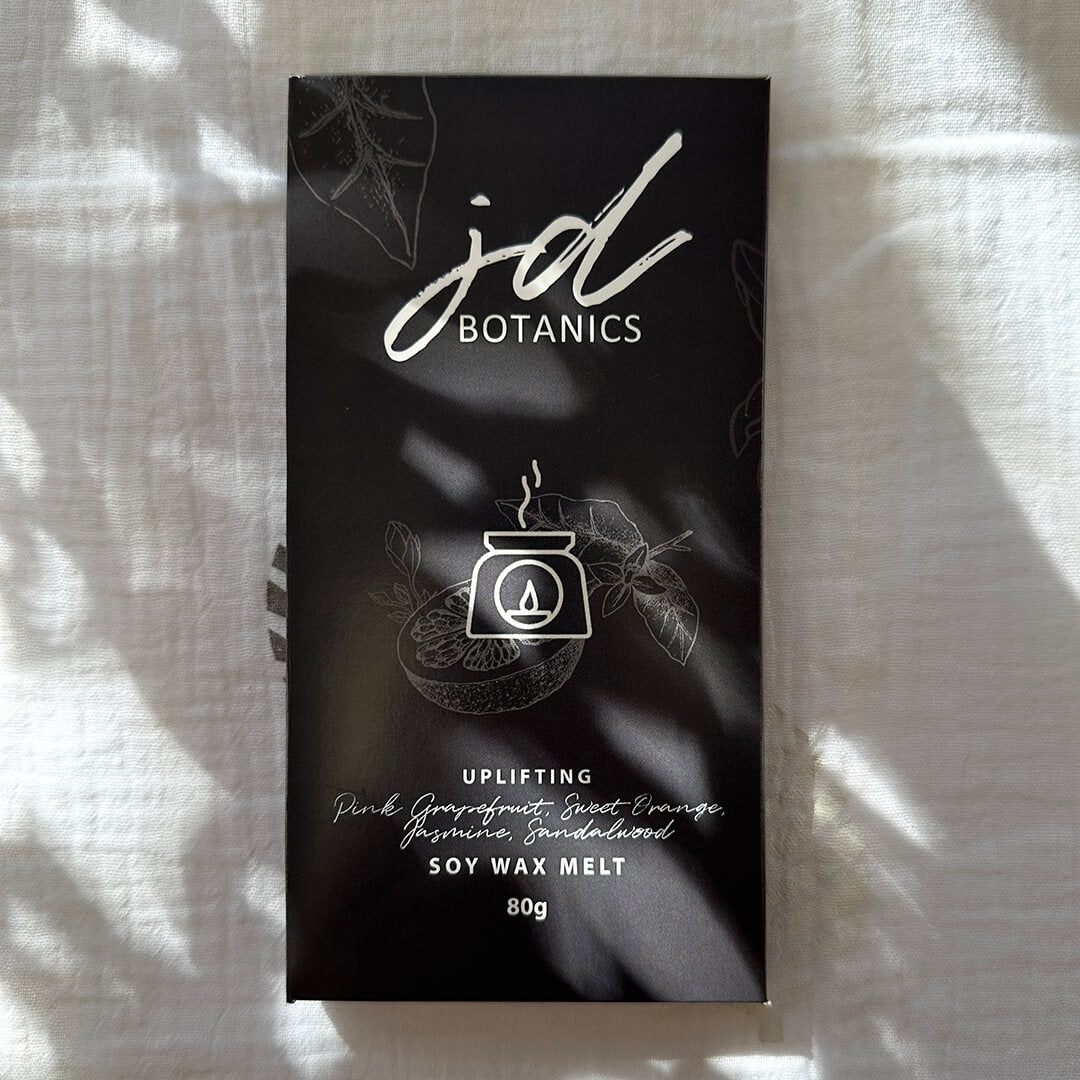 jd
BOTANICS
UPLIFTING
Pink Grapefruit, Sweet Orange,
Jasmine, Sandalwood
SOY WAX MELT
80g